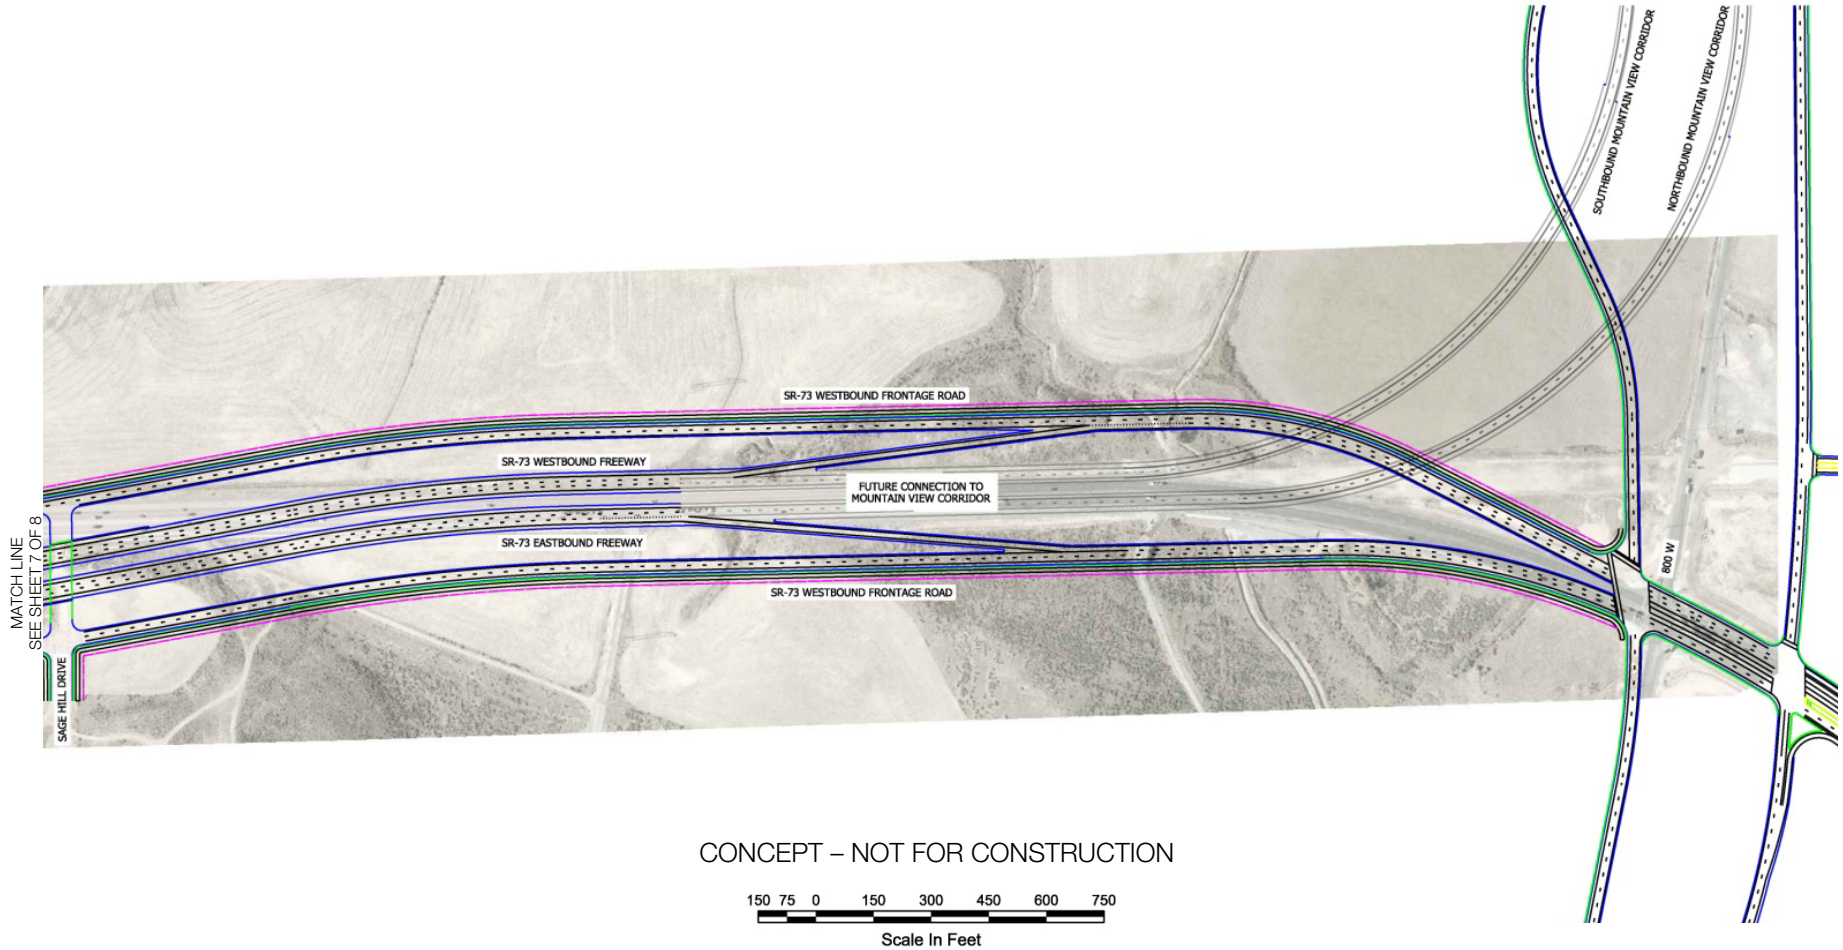 SOUTHBOUND MOUNTAIN VIEW CORRIDOR
NORTHBOUND MOUNTAIN VIEW CORRIDOR
SR-73 WESTBOUND FRONTAGE ROAD
SR-73 WESTBOUND FREEWAY
FUTURE CONNECTION TO
MOUNTAIN VIEW CORRIDOR
SR-73 EASTBOUND FREEWAY
SR-73 WESTBOUND FRONTAGE ROAD
MATCH LINE
SEE SHEET 7 OF 8
SAGE HILL DRIVE
800 W
CONCEPT – NOT FOR CONSTRUCTION
150 75 0 150 300 450 600 750
Scale In Feet